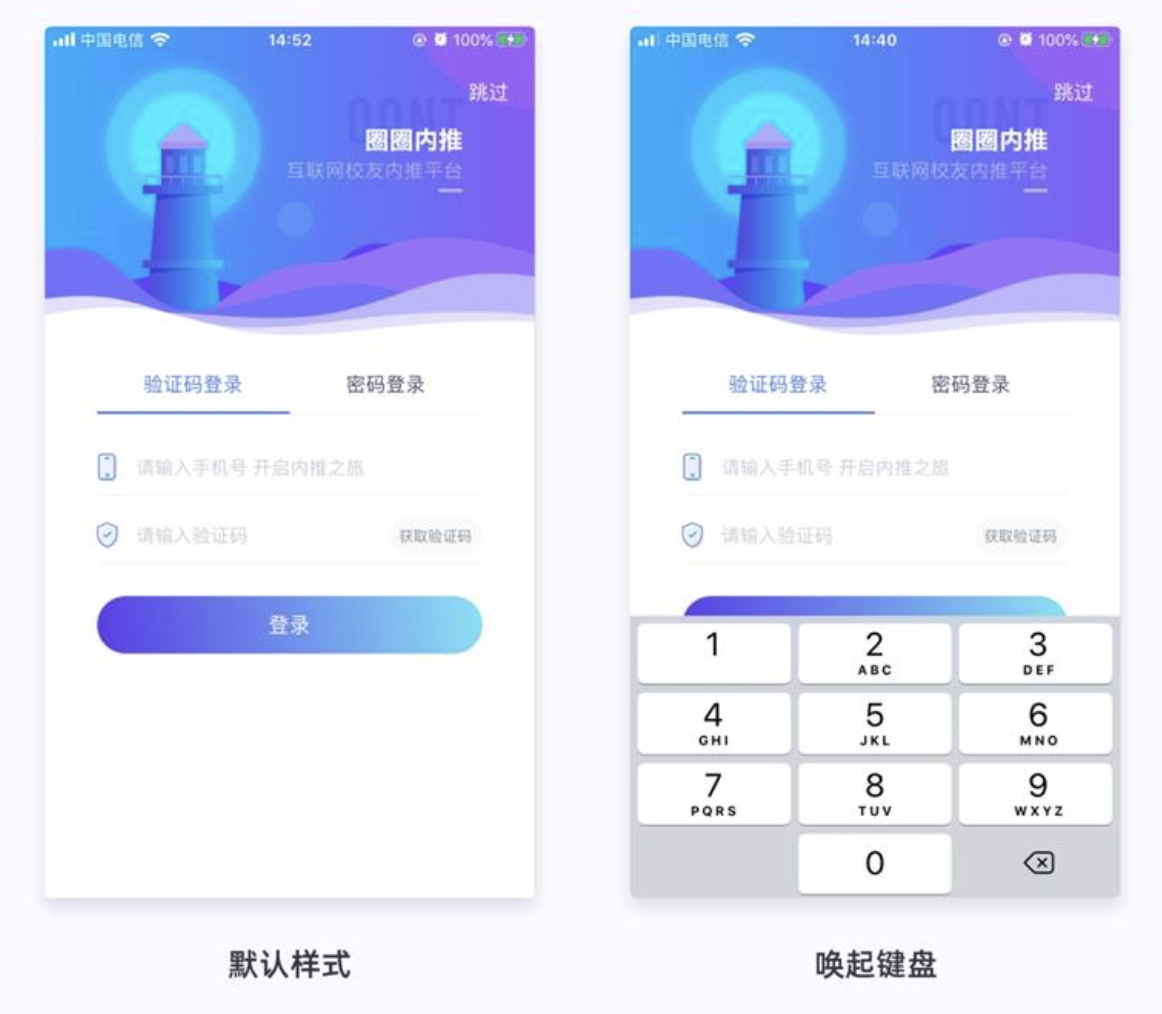 中国电信 14:52 100%
跳过
QQNT
圈圈内推
互联网校友内推平台
验证码登录 密码登录
请输入手机号 开启内推之旅
请输入验证码 获取验证码
登录
默认样式
中国电信 14:40 100%
跳过
QQNT
圈圈内推
互联网校友内推平台
验证码登录 密码登录
请输入手机号 开启内推之旅
请输入验证码 获取验证码
1 2 3
ABC DEF
4 5 6
GHI JKL MNO
7 8 9
PQRS TUV WXYZ
0
唤起键盘